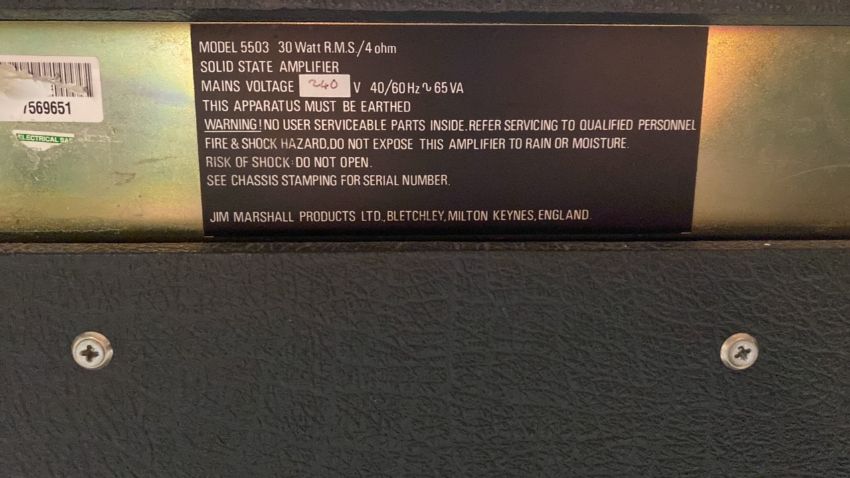 MODEL 5503 30 Watt R.M.S./4 ohm
SOLID STATE AMPLIFIER
MAINS VOLTAGE 240 V 40/60 Hz ~ 65 VA
THIS APPARATUS MUST BE EARTHED
WARNING! NO USER SERVICEABLE PARTS INSIDE. REFER SERVICING TO QUALIFIED PERSONNEL
FIRE & SHOCK HAZARD, DO NOT EXPOSE THIS AMPLIFIER TO RAIN OR MOISTURE.
RISK OF SHOCK: DO NOT OPEN.
SEE CHASSIS STAMPING FOR SERIAL NUMBER.
JIM MARSHALL PRODUCTS LTD., BLETCHLEY, MILTON KEYNES, ENGLAND.
7569651
ELECTRICAL